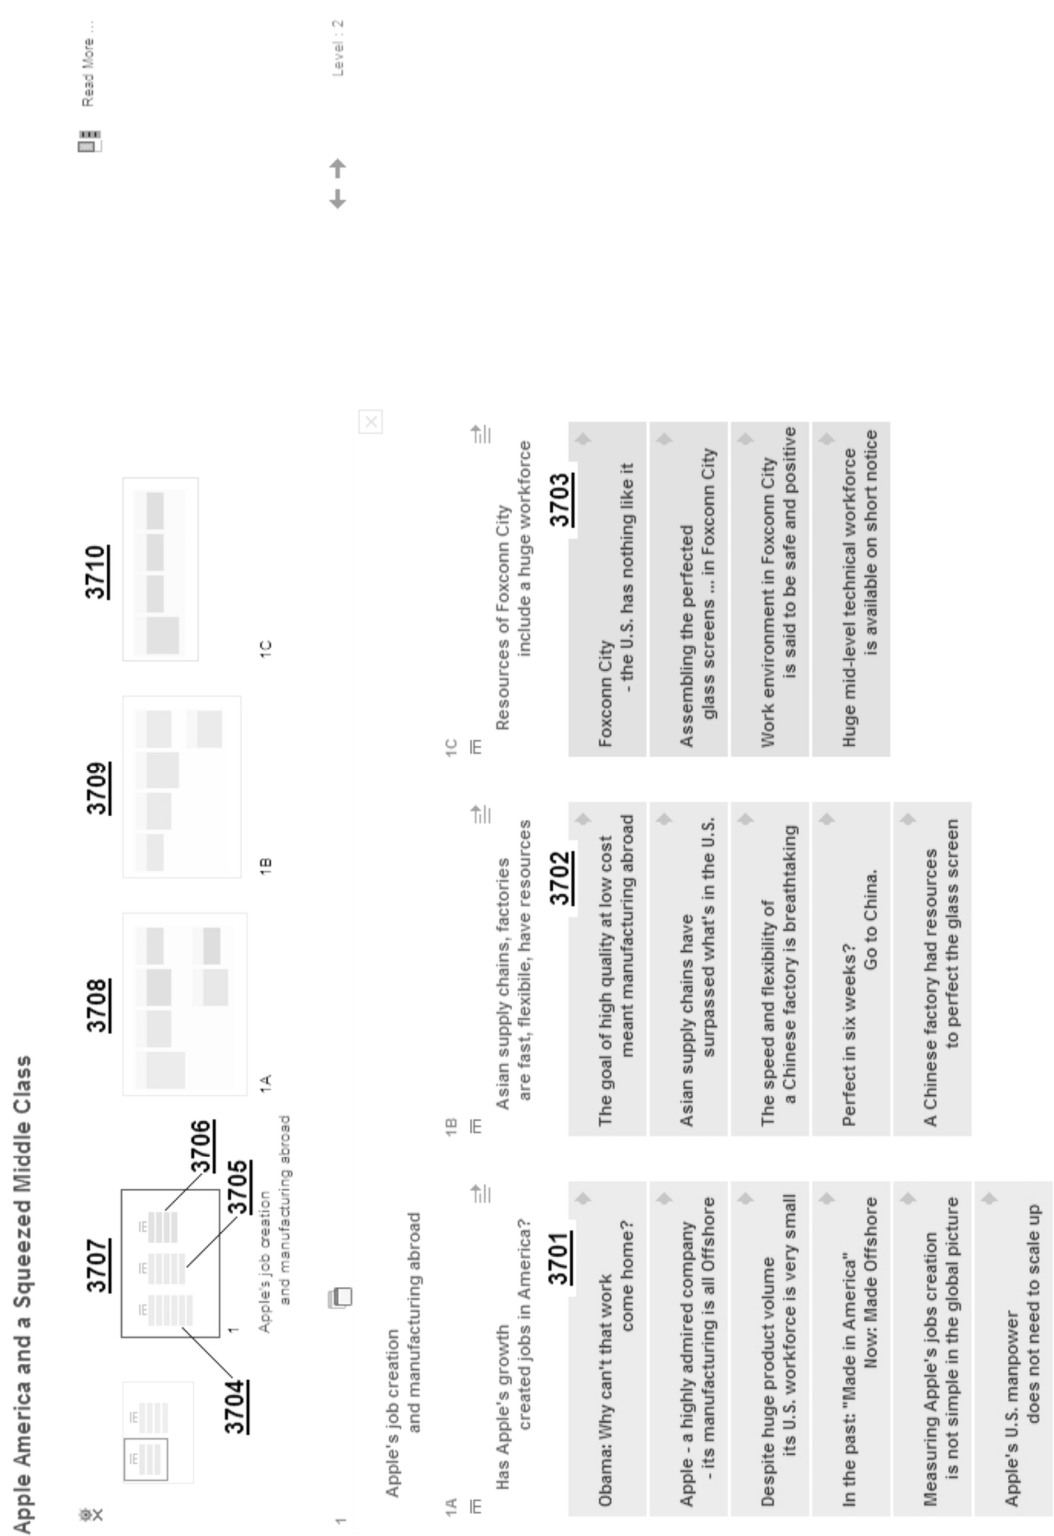 Apple America and a Squeezed Middle Class
Read More ...
3707
3708
3709
3710
3706
3705
3704
1
Apple's job creation
and manufacturing abroad
1A
1B
1C
1
Level : 2
Apple's job creation
and manufacturing abroad
1A
Has Apple's growth
created jobs in America?
3701
Obama: Why can't that work
come home?
Apple - a highly admired company
- its manufacturing is all Offshore
Despite huge product volume
its U.S. workforce is very small
In the past: "Made in America"
Now: Made Offshore
Measuring Apple's jobs creation
is not simple in the global picture
Apple's U.S. manpower
does not need to scale up
1B
Asian supply chains, factories
are fast, flexibile, have resources
3702
The goal of high quality at low cost
meant manufacturing abroad
Asian supply chains have
surpassed what's in the U.S.
The speed and flexibility of
a Chinese factory is breathtaking
Perfect in six weeks?
Go to China.
A Chinese factory had resources
to perfect the glass screen
1C
Resources of Foxconn City
include a huge workforce
3703
Foxconn City
- the U.S. has nothing like it
Assembling the perfected
glass screens ... in Foxconn City
Work environment in Foxconn City
is said to be safe and positive
Huge mid-level technical workforce
is available on short notice